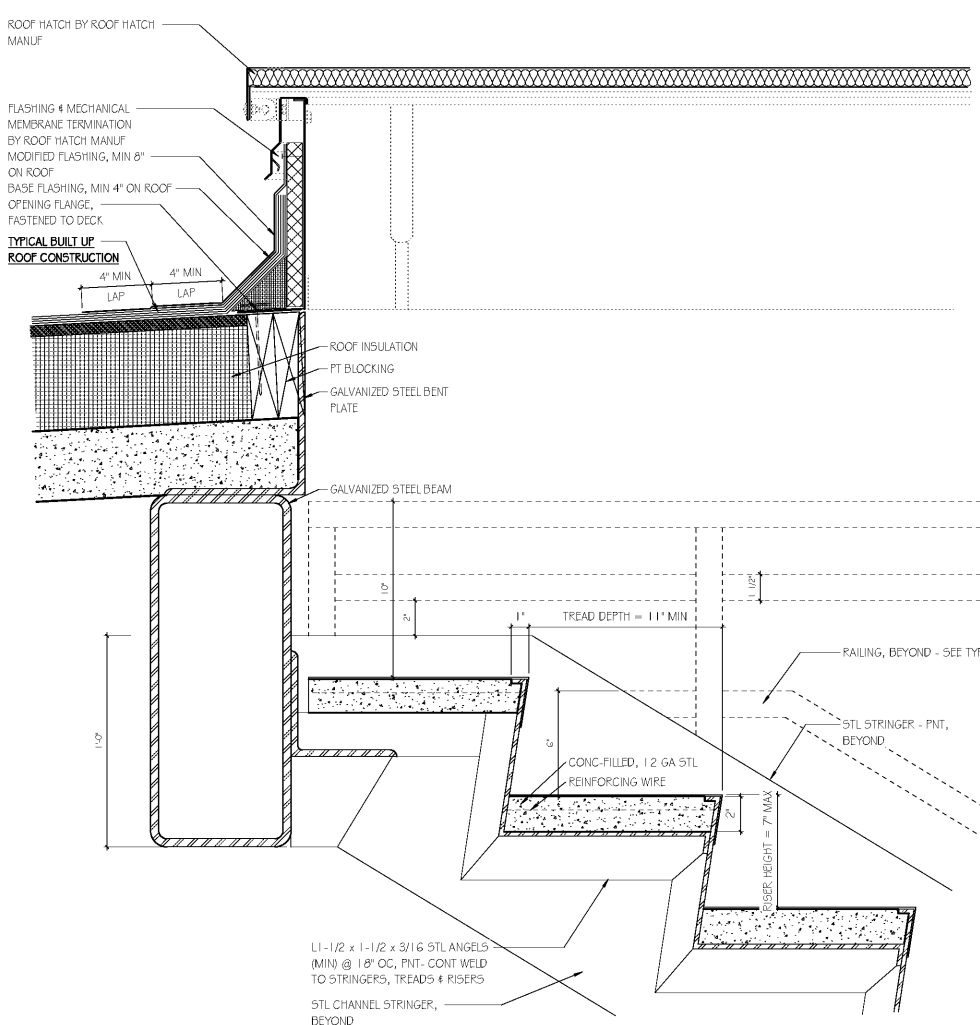 ROOF HATCH BY ROOF HATCH
MANUF
FLASHING & MECHANICAL
MEMBRANE TERMINATION
BY ROOF HATCH MANUF
MODIFIED FLASHING, MIN 8"
ON ROOF
BASE FLASHING, MIN 4" ON ROOF
OPENING FLANGE,
FASTENED TO DECK
TYPICAL BUILT UP
ROOF CONSTRUCTION
4" MIN
LAP
4" MIN
LAP
ROOF INSULATION
PT BLOCKING
GALVANIZED STEEL BENT
PLATE
GALVANIZED STEEL BEAM
10"
2"
1 1/2"
1"
TREAD DEPTH = 11" MIN
RAILING, BEYOND - SEE TYP
STL STRINGER - PNT,
BEYOND
1'-0"
6"
CONC-FILLED, 12 GA STL
REINFORCING WIRE
2"
RISER HEIGHT = 7" MAX
L1-1/2 x 1-1/2 x 3/16 STL ANGELS
(MIN) @ 18" OC, PNT- CONT WELD
TO STRINGERS, TREADS & RISERS
STL CHANNEL STRINGER,
BEYOND